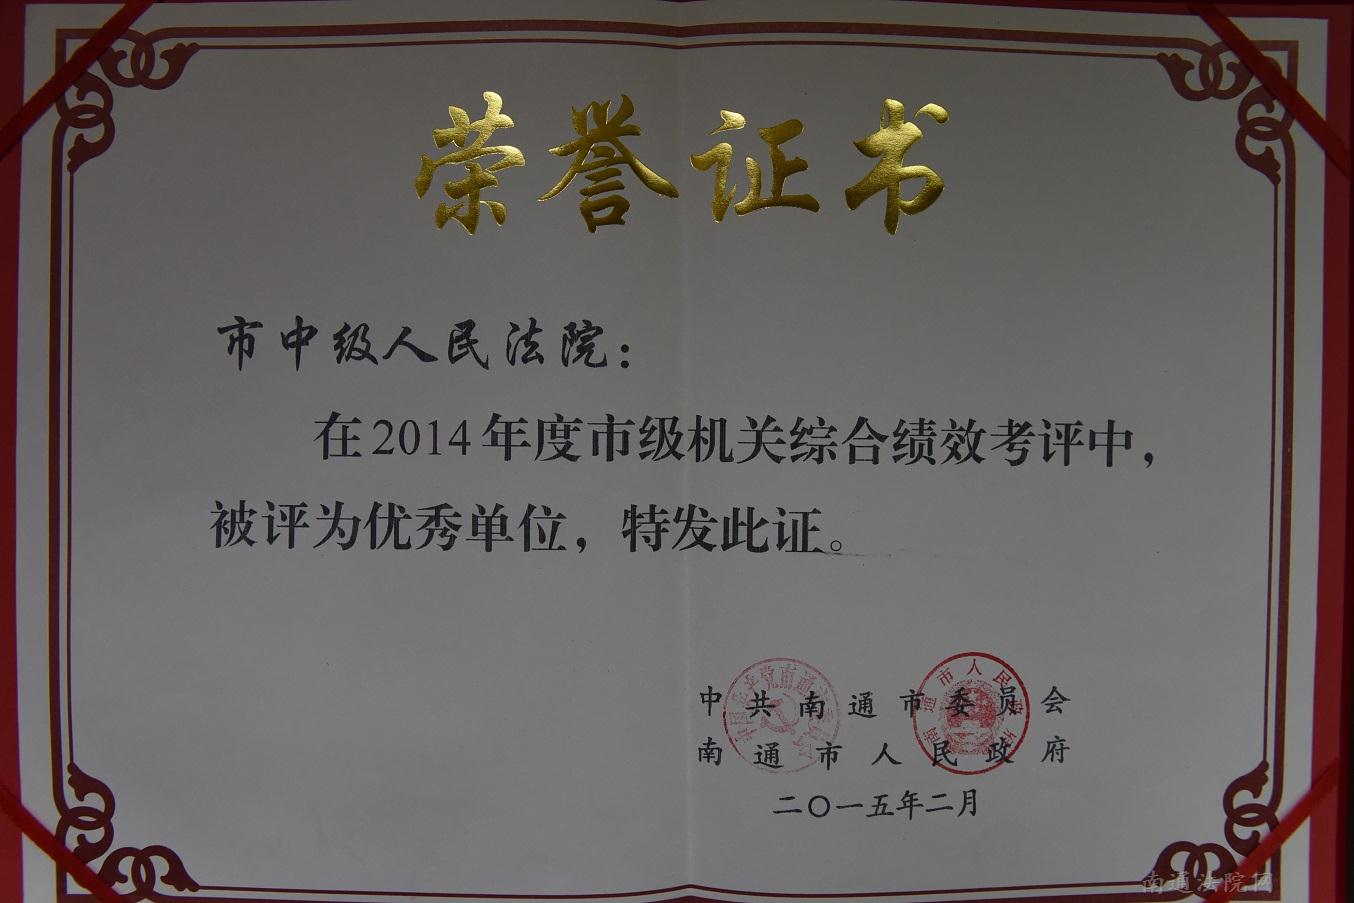 荣誉证书
市中级人民法院：
在2014年度市级机关综合绩效考评中，
被评为优秀单位，特发此证。
中共南通市委员会
南通市人民政府
二〇一五年二月
南通法院网